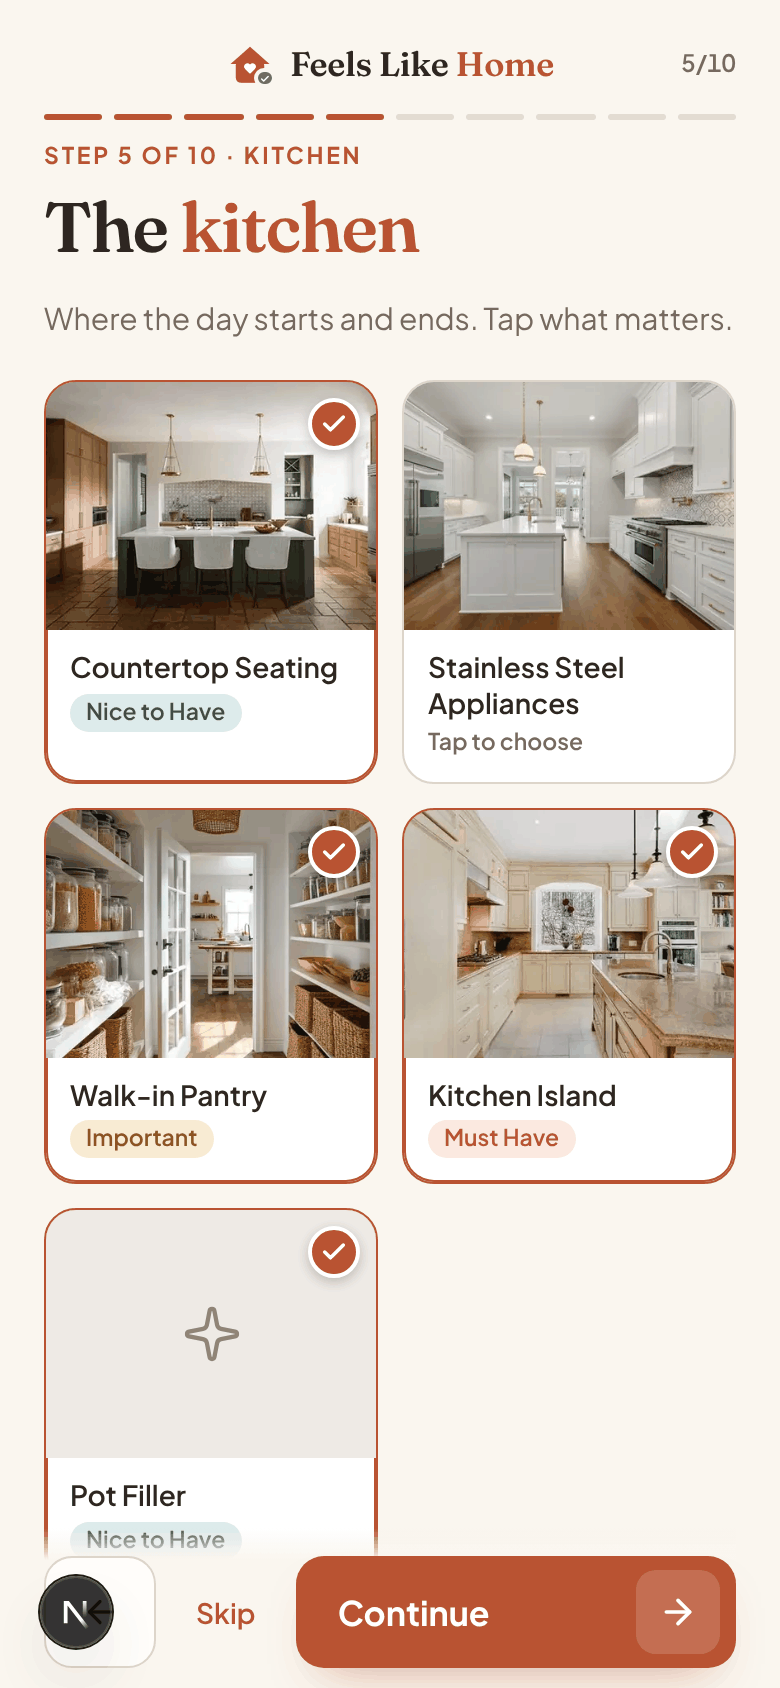 Feels Like Home
5/10
STEP 5 OF 10 · KITCHEN
The kitchen
Where the day starts and ends. Tap what matters.
Countertop Seating
Nice to Have
Stainless Steel
Appliances
Tap to choose
Walk-in Pantry
Important
Kitchen Island
Must Have
Pot Filler
Nice to Have
N
Skip
Continue